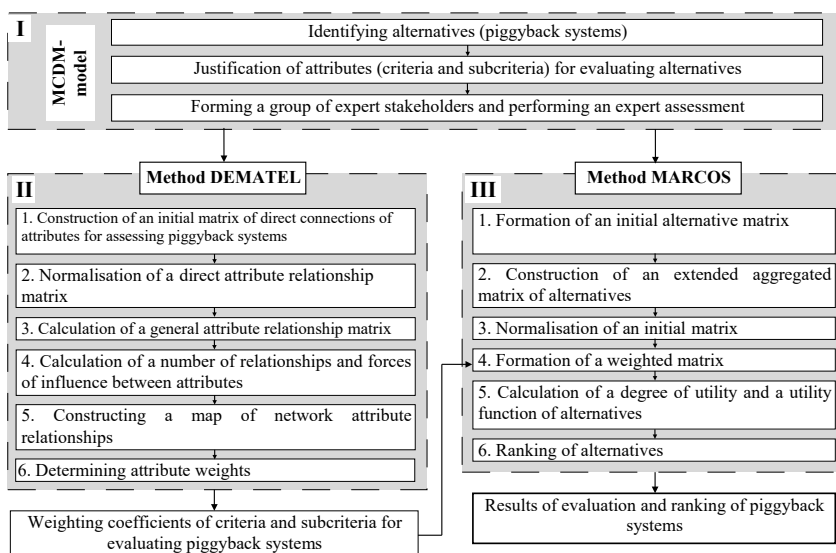 I
MCDM-
model
Identifying alternatives (piggyback systems)
Justification of attributes (criteria and subcriteria) for evaluating alternatives
Forming a group of expert stakeholders and performing an expert assessment
II
Method DEMATEL
1. Construction of an initial matrix of direct connections of
attributes for assessing piggyback systems
2. Normalisation of a direct attribute relationship
matrix
3. Calculation of a general attribute relationship matrix
4. Calculation of a number of relationships and forces
of influence between attributes
5. Constructing a map of network attribute
relationships
6. Determining attribute weights
Weighting coefficients of criteria and subcriteria for
evaluating piggyback systems
III
Method MARCOS
1. Formation of an initial alternative matrix
2. Construction of an extended aggregated
matrix of alternatives
3. Normalisation of an initial matrix
4. Formation of a weighted matrix
5. Calculation of a degree of utility and a utility
function of alternatives
6. Ranking of alternatives
Results of evaluation and ranking of piggyback
systems